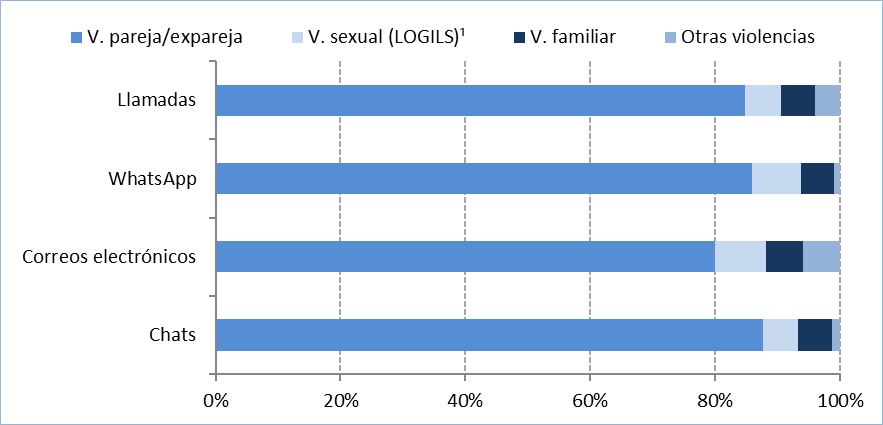 V. pareja/expareja V. sexual (LOGILS)¹ V. familiar Otras violencias
Llamadas
WhatsApp
Correos electrónicos
Chats
0% 20% 40% 60% 80% 100%